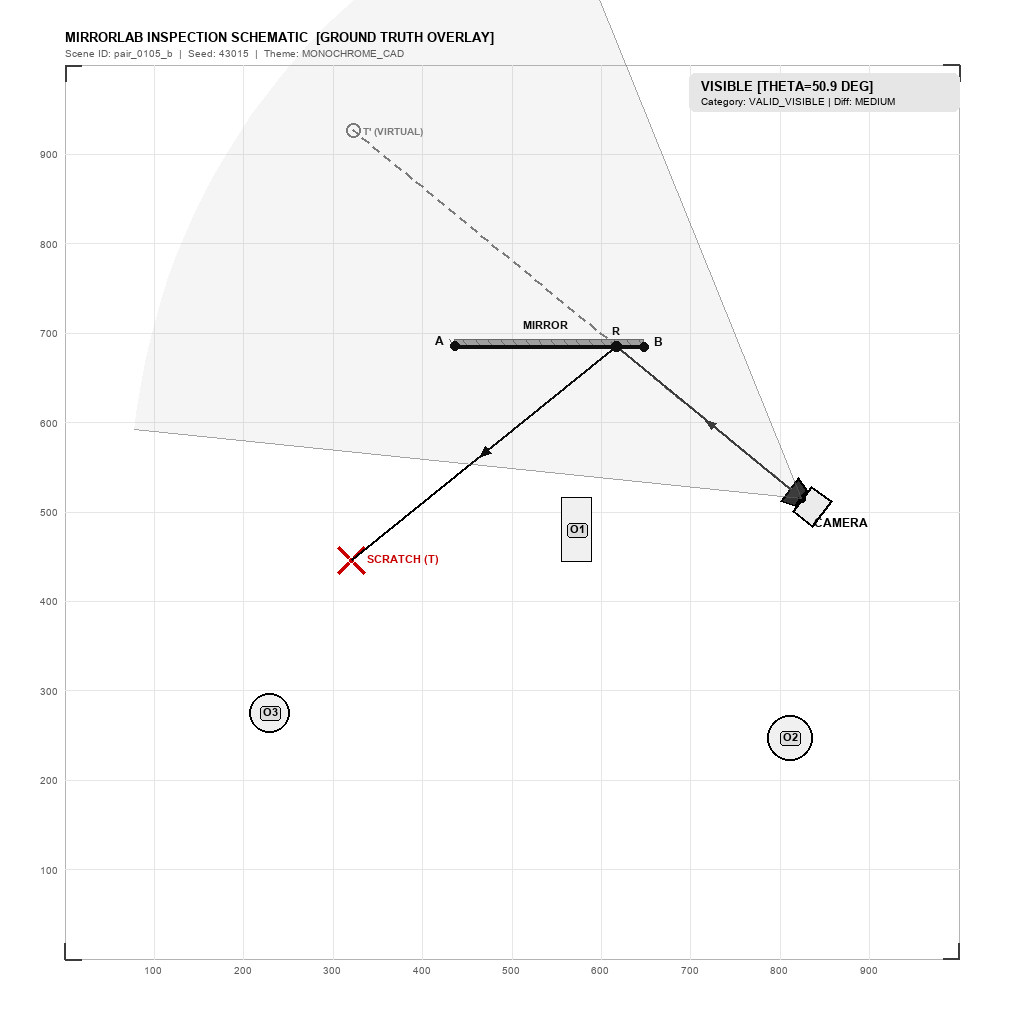 MIRRORLAB INSPECTION SCHEMATIC  [GROUND TRUTH OVERLAY]
Scene ID: pair_0105_b  |  Seed: 43015  |  Theme: MONOCHROME_CAD
VISIBLE [THETA=50.9 DEG]
Category: VALID_VISIBLE | Diff: MEDIUM
T' (VIRTUAL)
900
800
700
600
500
400
300
200
100
MIRROR
R
A
B
CAMERA
O1
SCRATCH (T)
O3
O2
100
200
300
400
500
600
700
800
900